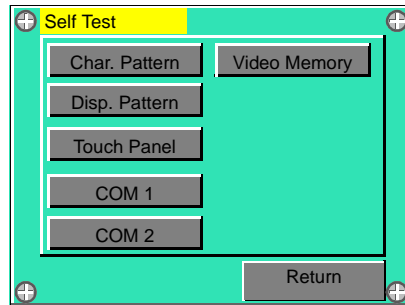 Self Test
Char. Pattern
Video Memory
Disp. Pattern
Touch Panel
COM 1
COM 2
Return